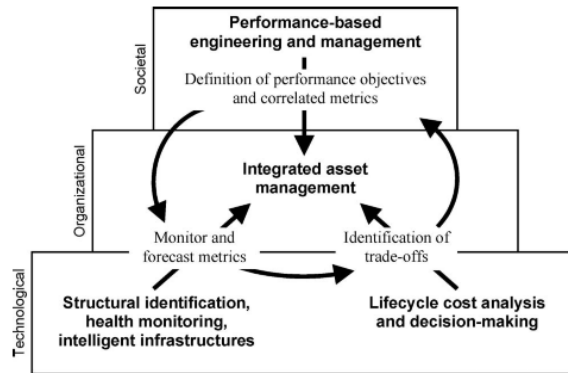 Societal
Performance-based
engineering and management
Definition of performance objectives
and correlated metrics
Organizational
Integrated asset
management
Monitor and
forecast metrics
Identification of
trade-offs
Technological
Structural identification,
health monitoring,
intelligent infrastructures
Lifecycle cost analysis
and decision-making